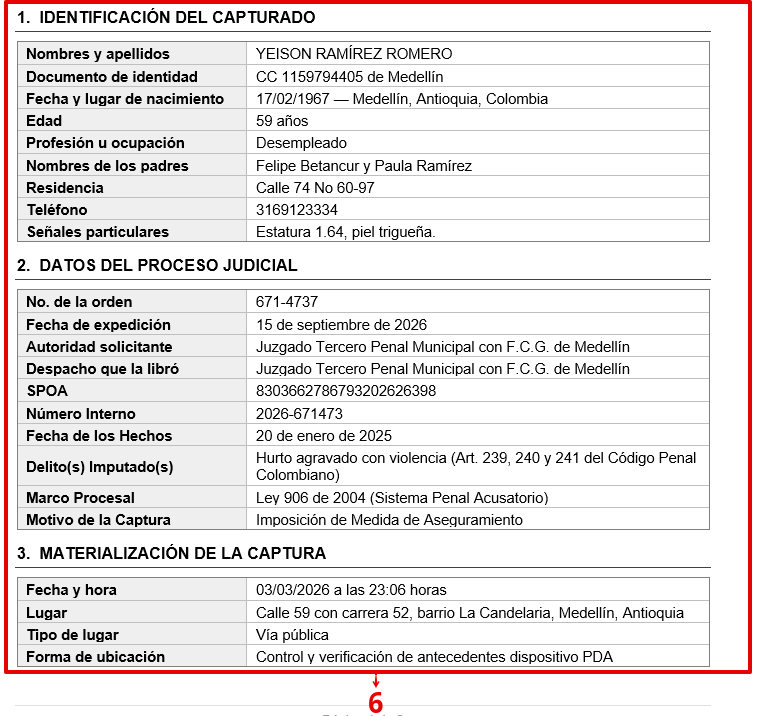 1. IDENTIFICACIÓN DEL CAPTURADO
Nombres y apellidos YEISON RAMÍREZ ROMERO
Documento de identidad CC 1159794405 de Medellín
Fecha y lugar de nacimiento 17/02/1967 — Medellín, Antioquia, Colombia
Edad 59 años
Profesión u ocupación Desempleado
Nombres de los padres Felipe Betancur y Paula Ramírez
Residencia Calle 74 No 60-97
Teléfono 3169123334
Señales particulares Estatura 1.64, piel trigueña.
2. DATOS DEL PROCESO JUDICIAL
No. de la orden 671-4737
Fecha de expedición 15 de septiembre de 2026
Autoridad solicitante Juzgado Tercero Penal Municipal con F.C.G. de Medellín
Despacho que la libró Juzgado Tercero Penal Municipal con F.C.G. de Medellín
SPOA 8303662786793202626398
Número Interno 2026-671473
Fecha de los Hechos 20 de enero de 2025
Delito(s) Imputado(s) Hurto agravado con violencia (Art. 239, 240 y 241 del Código Penal
Colombiano)
Marco Procesal Ley 906 de 2004 (Sistema Penal Acusatorio)
Motivo de la Captura Imposición de Medida de Aseguramiento
3. MATERIALIZACIÓN DE LA CAPTURA
Fecha y hora 03/03/2026 a las 23:06 horas
Lugar Calle 59 con carrera 52, barrio La Candelaria, Medellín, Antioquia
Tipo de lugar Vía pública
Forma de ubicación Control y verificación de antecedentes dispositivo PDA
6